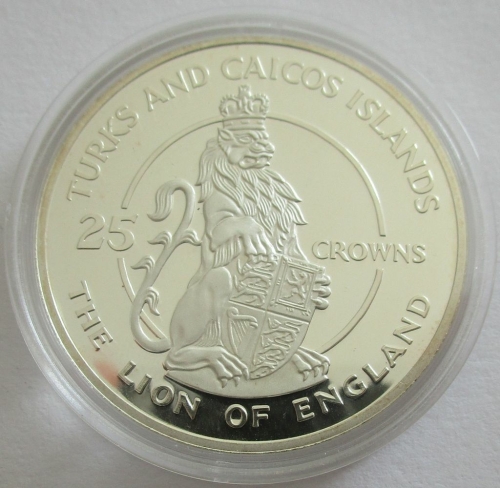 TURKS AND CAICOS ISLANDS
25 CROWNS
THE LION OF ENGLAND